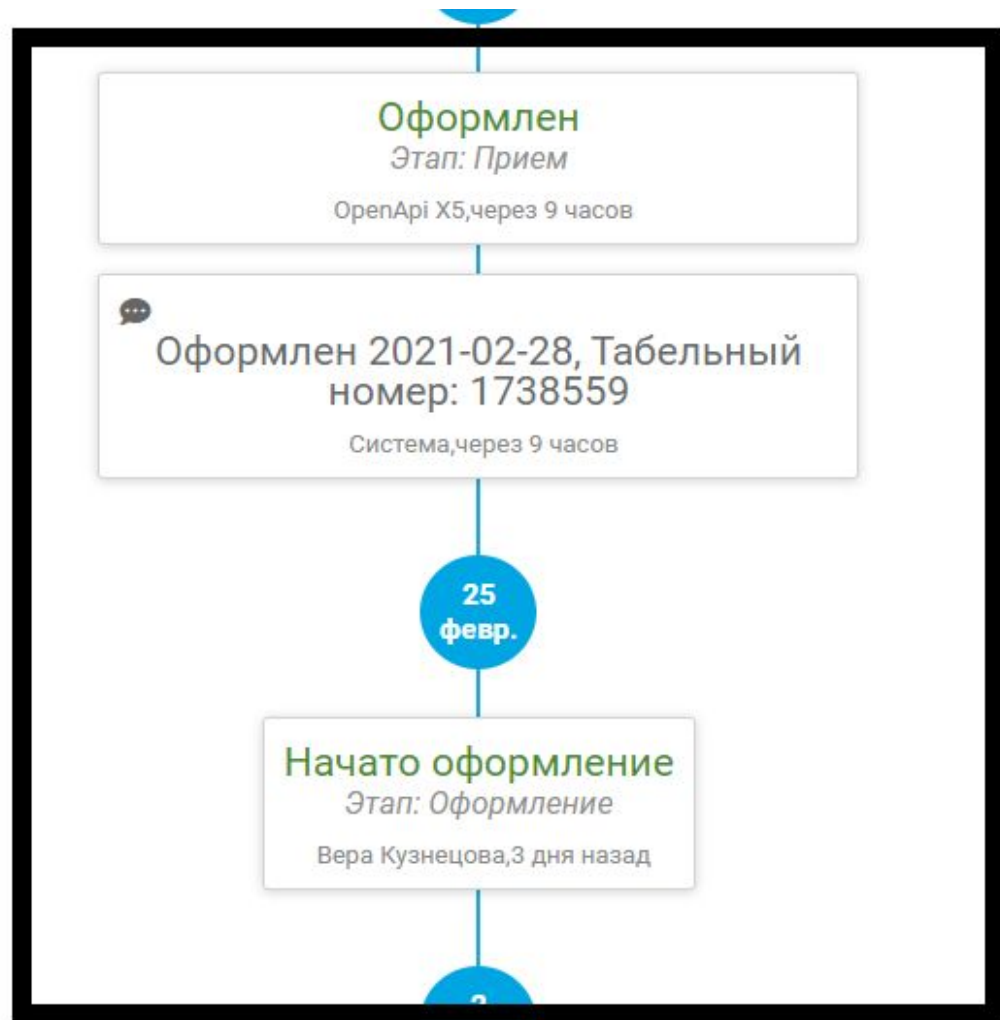 Оформлен
Этап: Прием
OpenApi X5,через 9 часов
Оформлен 2021-02-28, Табельный
номер: 1738559
Система,через 9 часов
25
февр.
Начато оформление
Этап: Оформление
Вера Кузнецова,3 дня назад